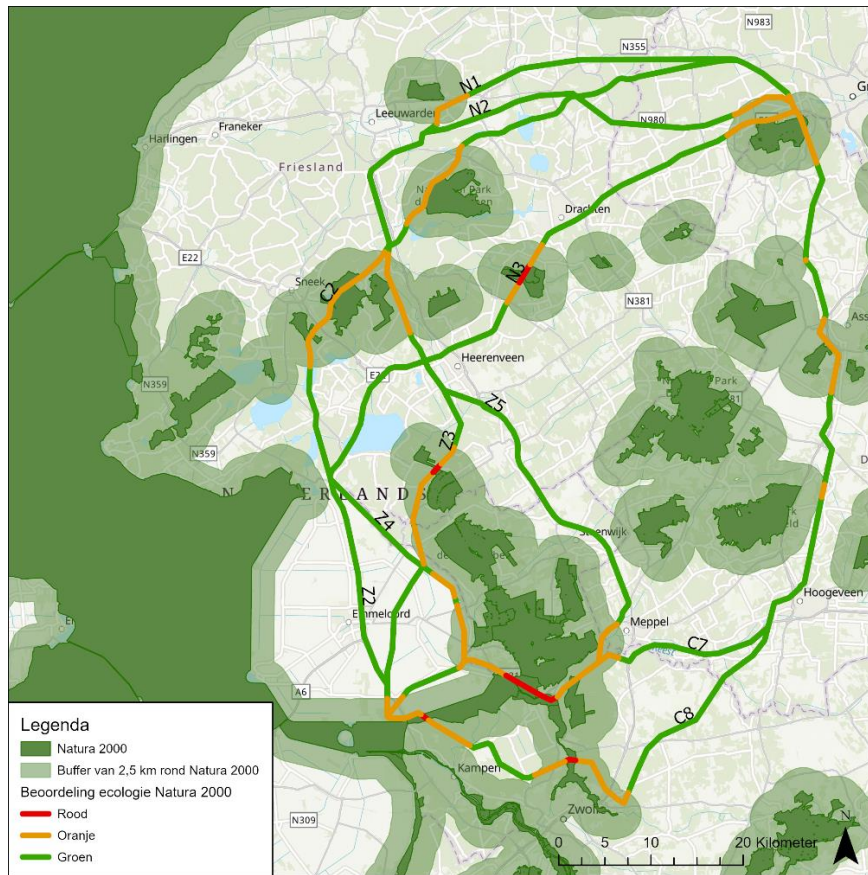 N983
N355
N1
Leeuwarden
N2
N980
Franeker
Harlingen
Friesland
Drachten
E22
Sneek
C2
N3
N381
Heerenveen
N359
Z5
Z3
N359
Z4
Z2
Emmeloord
Meppel
Hoogeveen
C7
A6
C8
Kampen
Zwolle
N309
N
0 5 10 20 Kilometer
Legenda
Natura 2000
Buffer van 2,5 km rond Natura 2000
Beoordeling ecologie Natura 2000
Rood
Oranje
Groen